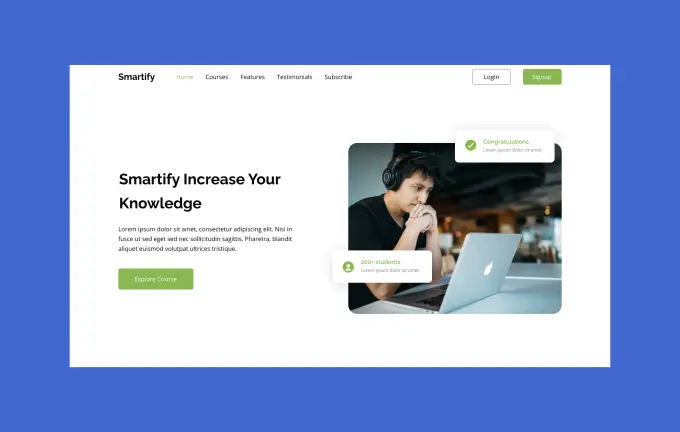 Smartify
Home Courses Features Testimonials Subscribe
Login
Signup
Congratulations
Lorem ipsum dolor sit amet.
Smartify Increase Your
Knowledge
Lorem ipsum dolor sit amet, consectetur adipiscing elit. Nisi in
fusce ut sed eget sed nec sollicitudin sagittis. Pharetra, blandit
aliquet euismod volutpat ultrices tristique.
Explore Course
200+ students
Lorem ipsum dolor sit amet.